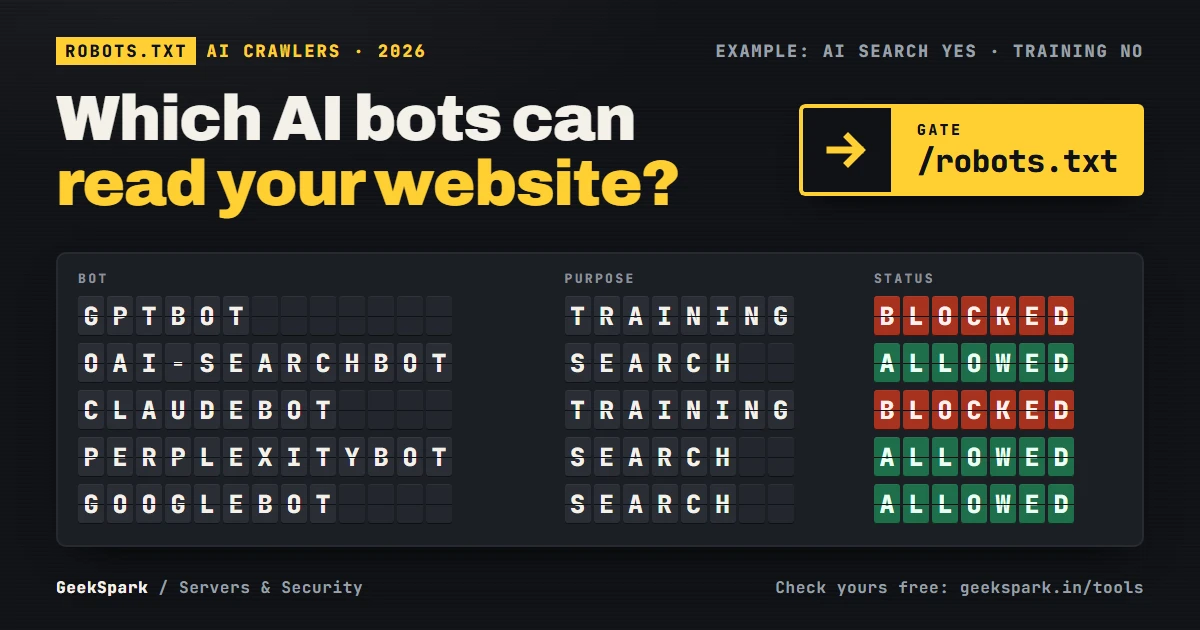 ROBOTS.TXT AI CRAWLERS · 2026
EXAMPLE: AI SEARCH YES · TRAINING NO
Which AI bots can
read your website?
→ GATE
/robots.txt
BOT PURPOSE STATUS
GPTBOT TRAINING BLOCKED
OAI-SEARCHBOT SEARCH ALLOWED
CLAUDEBOT TRAINING BLOCKED
PERPLEXITYBOT SEARCH ALLOWED
GOOGLEBOT SEARCH ALLOWED
GeekSpark / Servers & Security
Check yours free: geekspark.in/tools